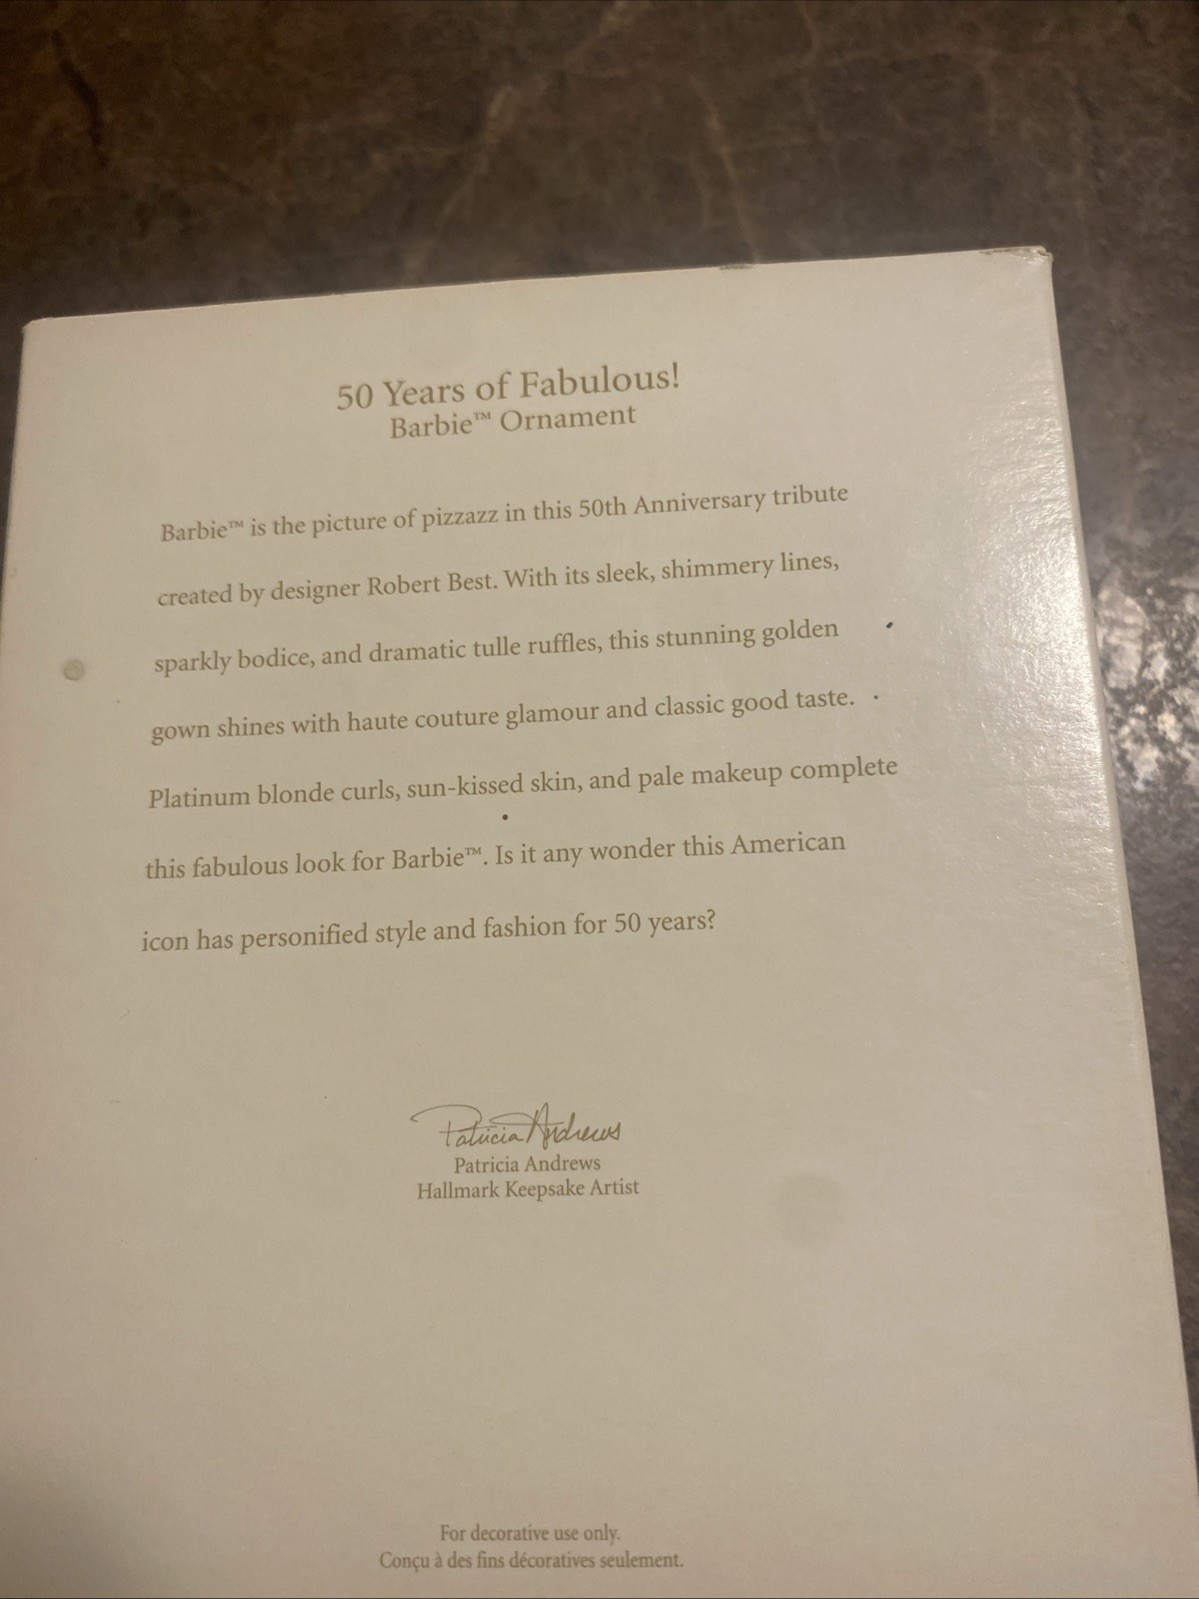 50 Years of Fabulous!
Barbie™ Ornament
Barbie™ is the picture of pizzazz in this 50th Anniversary tribute
created by designer Robert Best. With its sleek, shimmery lines,
sparkly bodice, and dramatic tulle ruffles, this stunning golden
gown shines with haute couture glamour and classic good taste.
Platinum blonde curls, sun-kissed skin, and pale makeup complete
this fabulous look for Barbie™. Is it any wonder this American
icon has personified style and fashion for 50 years?
Patricia Andrews
Patricia Andrews
Hallmark Keepsake Artist
For decorative use only.
Conçu à des fins décoratives seulement.